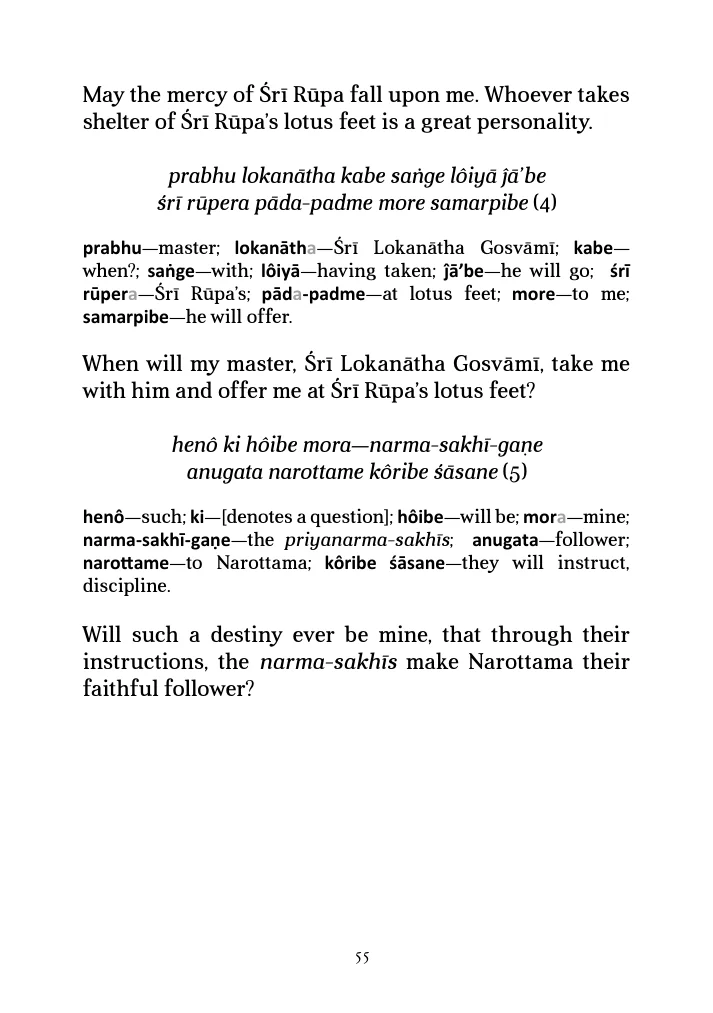 May the mercy of Śrī Rūpa fall upon me. Whoever takes
shelter of Śrī Rūpa’s lotus feet is a great personality.
prabhu lokanātha kabe saṅge lôiyā ĵā’be
śrī rūpera pāda-padme more samarpibe (4)
prabhu—master; lokanātha—Śrī Lokanātha Gosvāmī; kabe—
when?; saṅge—with; lôiyā—having taken; ĵā’be—he will go; śrī
rūpera—Śrī Rūpa’s; pāda-padme—at lotus feet; more—to me;
samarpibe—he will offer.
When will my master, Śrī Lokanātha Gosvāmī, take me
with him and offer me at Śrī Rūpa’s lotus feet?
henô ki hôibe mora—narma-sakhī-gaṇe
anugata narottame kôribe śāsane (5)
henô—such; ki—[denotes a question]; hôibe—will be; mora—mine;
narma-sakhī-gaṇe—the priyanarma-sakhīs; anugata—follower;
narottame—to Narottama; kôribe śāsane—they will instruct,
discipline.
Will such a destiny ever be mine, that through their
instructions, the narma-sakhīs make Narottama their
faithful follower?
55